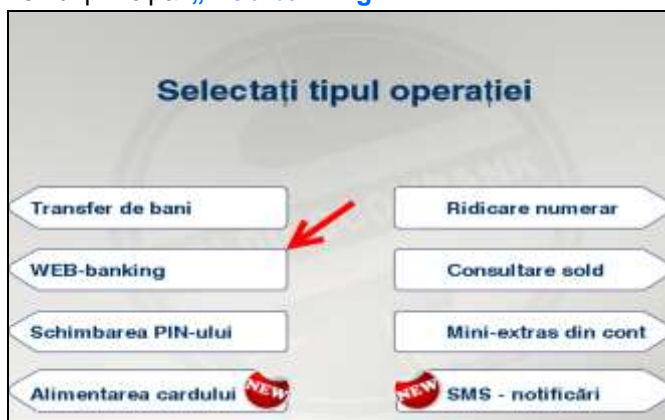 Selectați tipul operației
Transfer de bani
Ridicare numerar
WEB-banking
Consultare sold
Schimbarea PIN-ului
Mini-extras din cont
Alimentarea cardului NEW
NEW SMS - notificări